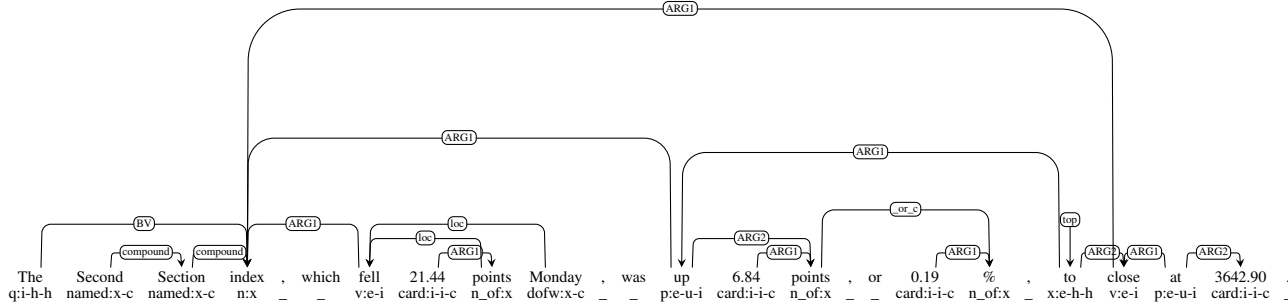 ARG1
ARG1
ARG1
_or_c
BV ARG1 loc top
loc ARG2
compound compound ARG1 ARG1 ARG1 ARG2 ARG1 ARG2
The Second Section index , which fell 21.44 points Monday , was up 6.84 points , or 0.19 % , to close at 3642.90
q:i-h-h named:x-c named:x-c n:x _ _ v:e-i card:i-i-c n_of:x dofw:x-c _ _ p:e-u-i card:i-i-c n_of:x _ _ card:i-i-c n_of:x _ x:e-h-h v:e-i p:e-u-i card:i-i-c